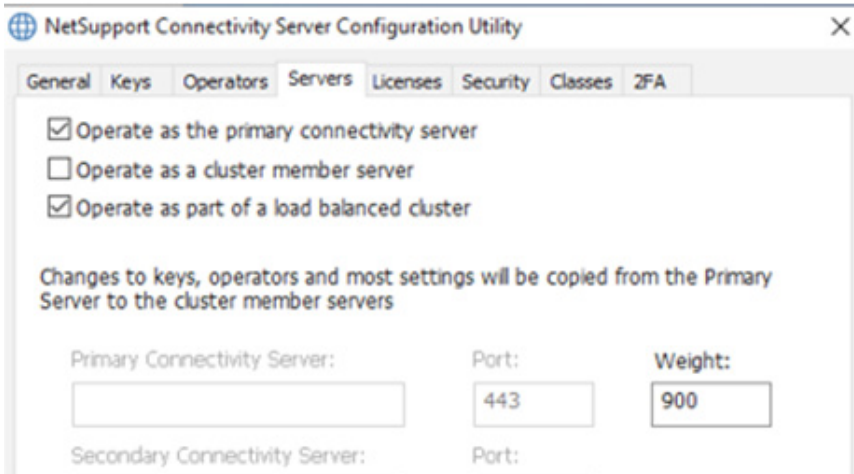 NetSupport Connectivity Server Configuration Utility
General Keys Operators Servers Licenses Security Classes 2FA
Operate as the primary connectivity server
Operate as a cluster member server
Operate as part of a load balanced cluster
Changes to keys, operators and most settings will be copied from the Primary
Server to the cluster member servers
Primary Connectivity Server: Port: Weight:
443 900
Secondary Connectivity Server: Port: